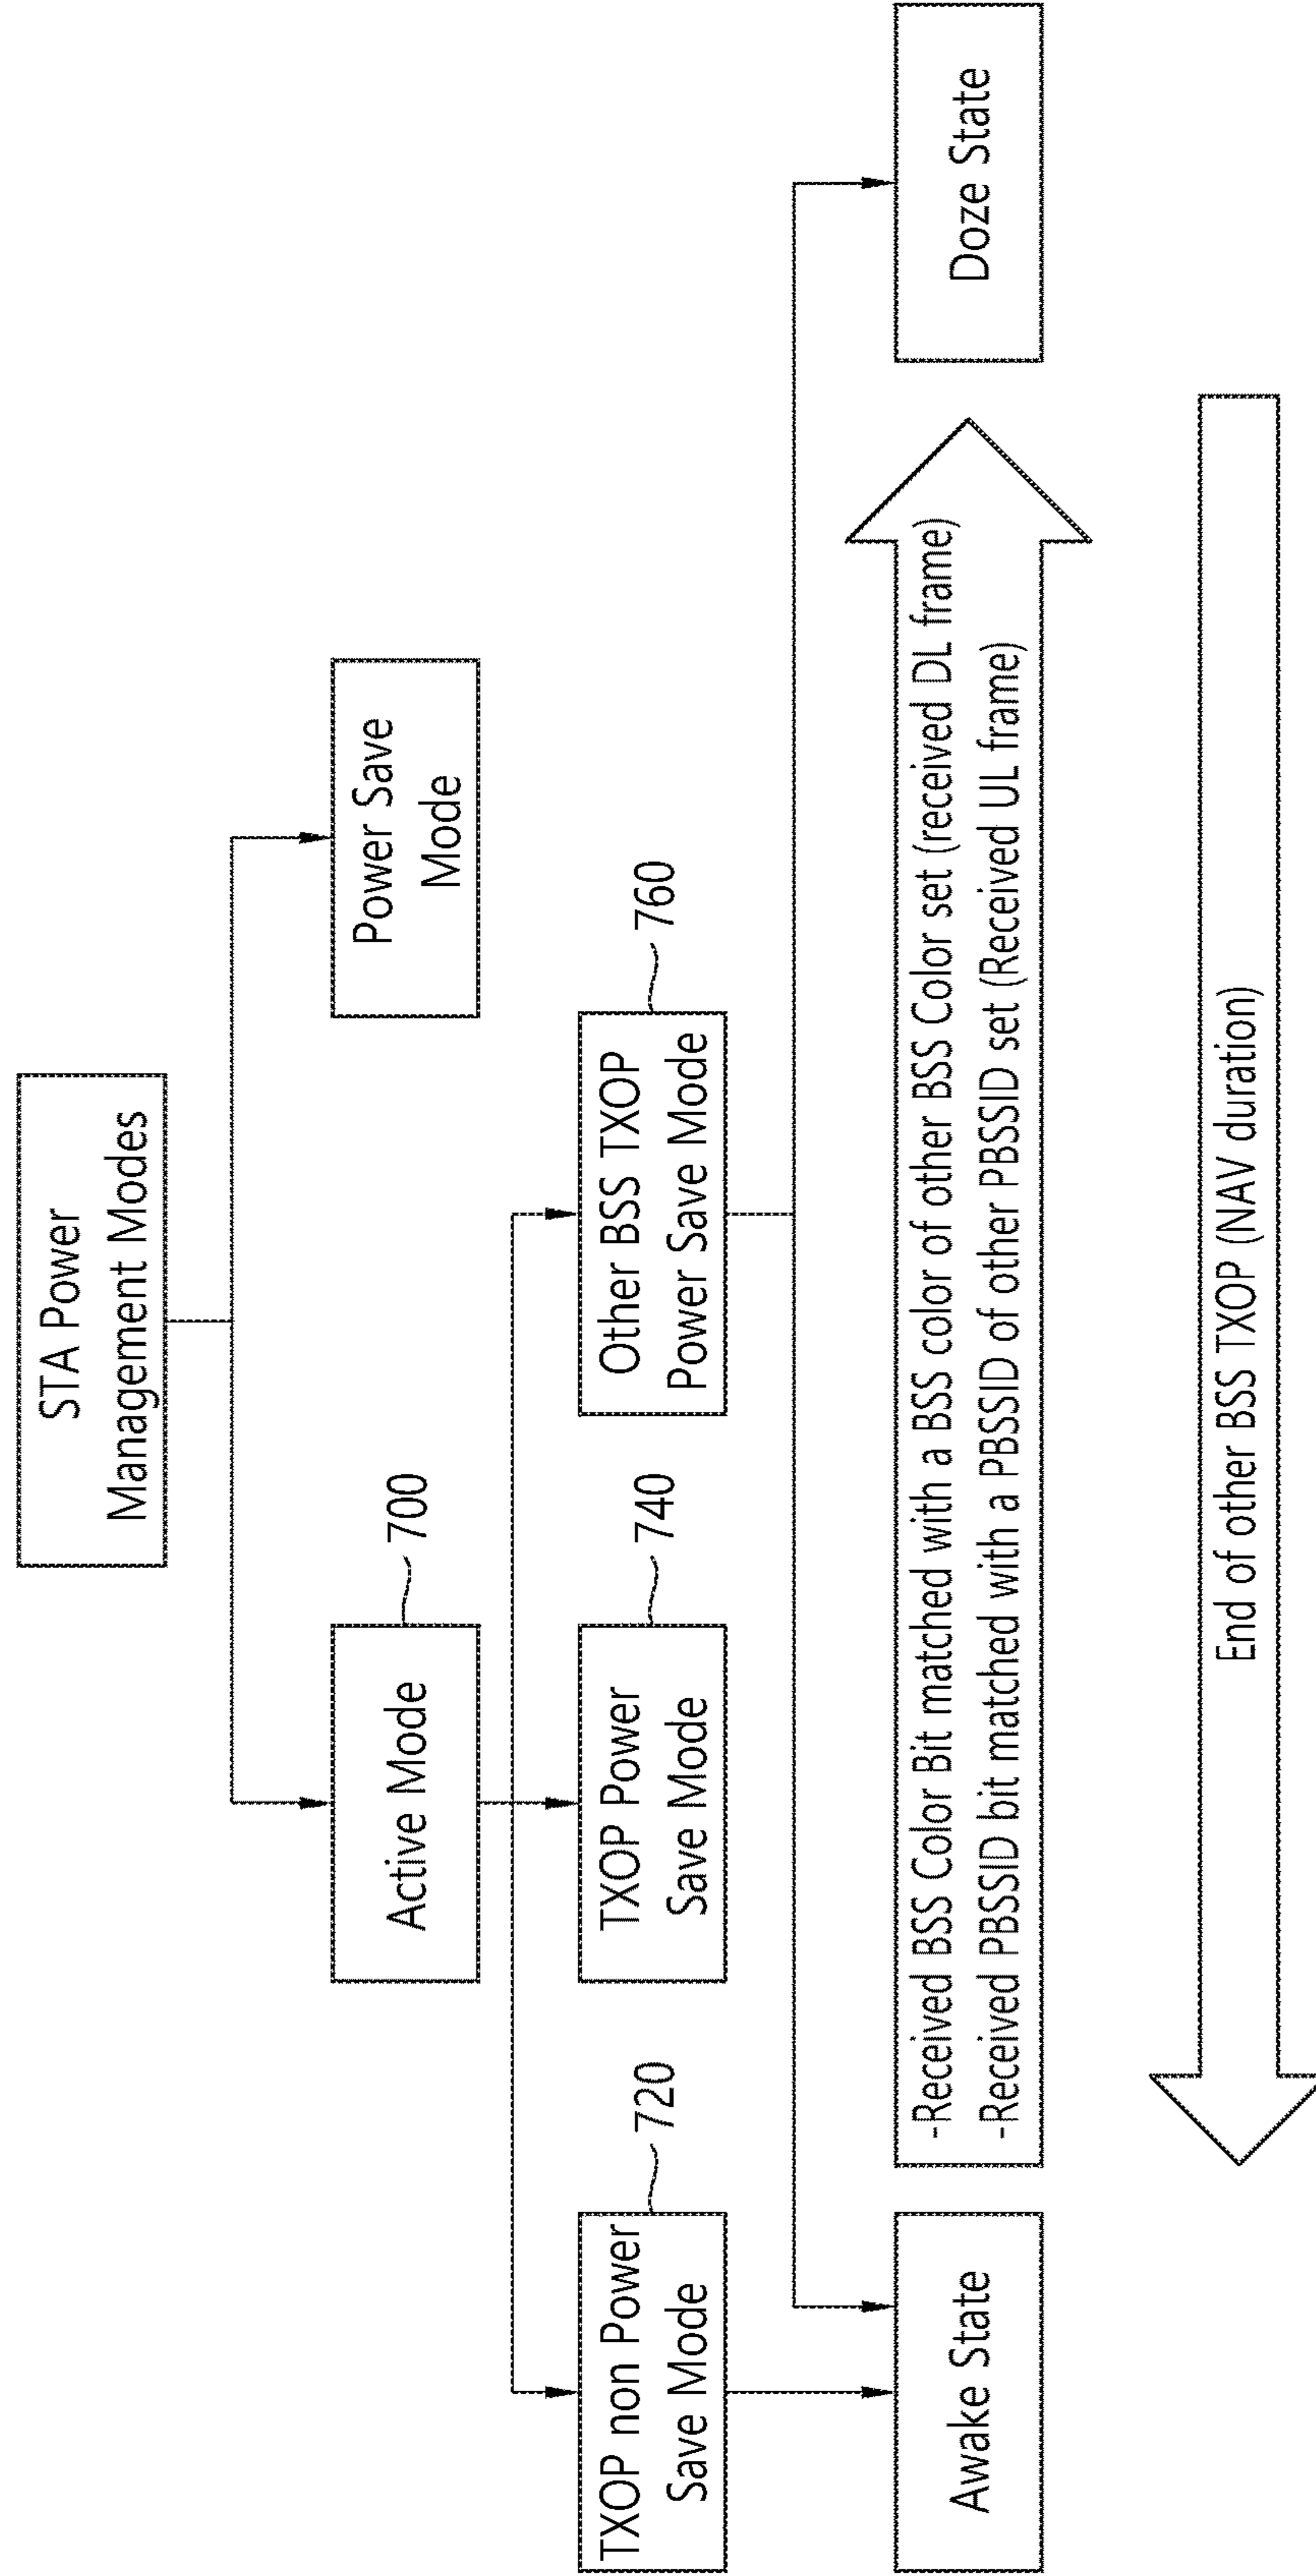 STA Power
Management Modes
Active Mode
700
Power Save
Mode
TXOP non Power
Save Mode
720
TXOP Power
Save Mode
740
Other BSS TXOP
Power Save Mode
760
Awake State
-Received BSS Color Bit matched with a BSS color of other BSS Color set (received DL frame)
-Received PBSSID bit matched with a PBSSID of other PBSSID set (Received UL frame)
Doze State
End of other BSS TXOP (NAV duration)